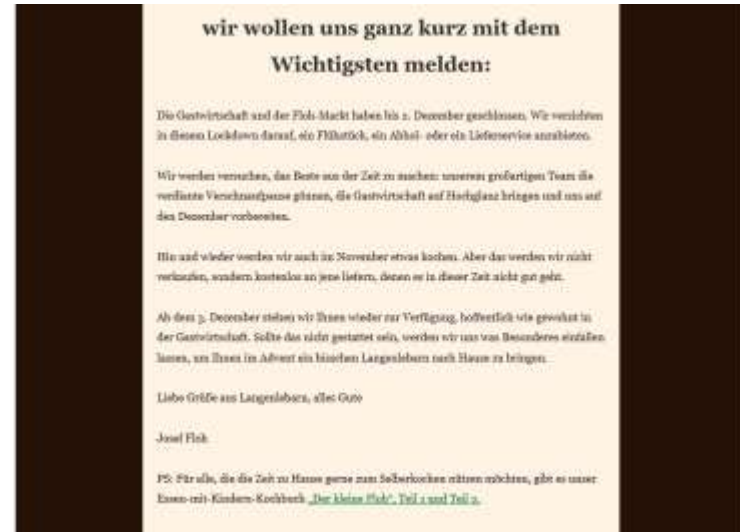 wir wollen uns ganz kurz mit dem
Wichtigsten melden:
Die Gastwirtschaft und der Floh-Markt haben bis 2. Dezember geschlossen. Wir verzichten
in diesem Lockdown darauf, ein Flühstück, ein Abhol- oder ein Lieferservice anzubieten.
Wir werden versuchen, das Beste aus der Zeit zu machen: unserem großartigen Team die
verdiente Verschnaufpause gönnen, die Gastwirtschaft auf Hochglanz bringen und uns auf
den Dezember vorbereiten.
Hin und wieder werden wir auch im November etwas kochen. Aber das werden wir nicht
verkaufen, sondern kostenlos an jene liefern, denen es in dieser Zeit nicht gut geht.
Ab dem 3. Dezember stehen wir Ihnen wieder zur Verfügung, hoffentlich wie gewohnt in
der Gastwirtschaft. Sollte das nicht gestattet sein, werden wir uns was Besonderes einfallen
lassen, um Ihnen im Advent ein bisschen Langenlebarn nach Hause zu bringen.
Liebe Grüße aus Langenlebarn, alles Gute
Josef Floh
PS: Für alle, die die Zeit zu Hause gerne zum Selberkochen nützen möchten, gibt es unser
Essen-mit-Kindern-Kochbuch „Der kleine Floh“, Teil 1 und Teil 2.